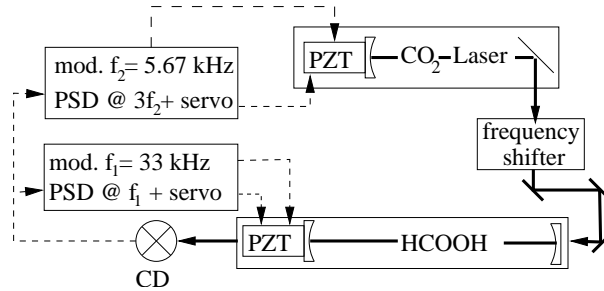 mod. f₂= 5.67 kHz
PSD @ 3f₂+ servo
PZT
CO₂–Laser
frequency
shifter
mod. f₁= 33 kHz
PSD @ f₁ + servo
PZT
HCOOH
CD